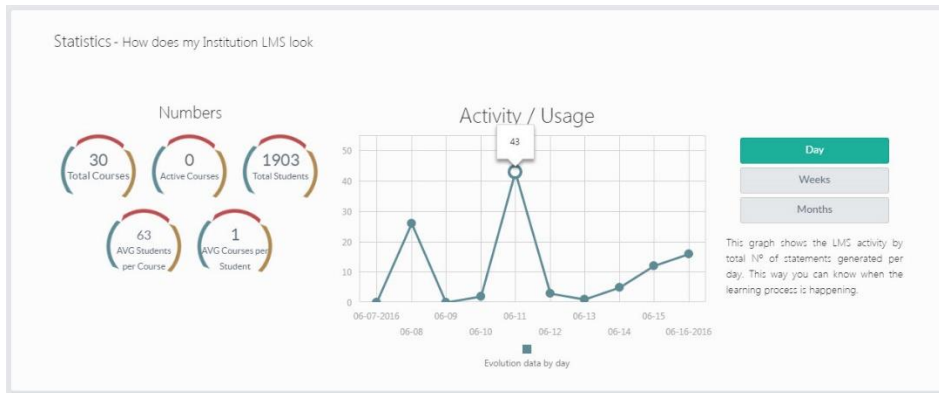 Statistics - How does my Institution LMS look
Numbers
30
Total Courses
0
Active Courses
1903
Total Students
63
AVG Students
per Course
1
AVG Courses per
Student
Activity / Usage
43
50
40
30
20
10
0
06-07-2016
06-08
06-09
06-10
06-11
06-12
06-13
06-14
06-15
06-16-2016
Evolution data by day
Day
Weeks
Months
This graph shows the LMS activity by
total Nº of statements generated per
day. This way you can know when the
learning process is happening.